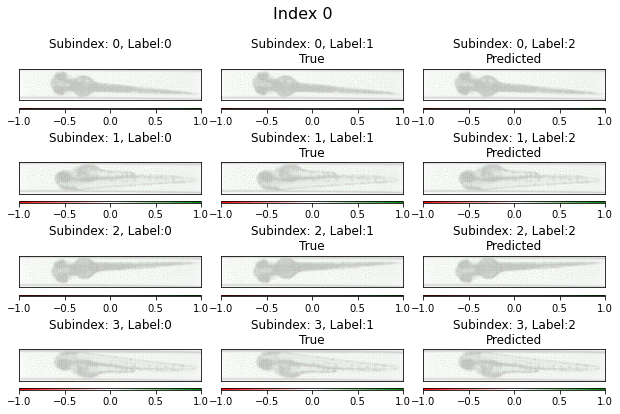 Index 0
Subindex: 0, Label:0
Subindex: 0, Label:1
True
Subindex: 0, Label:2
Predicted
−1.0 −0.5 0.0 0.5 1.0
−1.0 −0.5 0.0 0.5 1.0
−1.0 −0.5 0.0 0.5 1.0
Subindex: 1, Label:0
Subindex: 1, Label:1
True
Subindex: 1, Label:2
Predicted
−1.0 −0.5 0.0 0.5 1.0
−1.0 −0.5 0.0 0.5 1.0
−1.0 −0.5 0.0 0.5 1.0
Subindex: 2, Label:0
Subindex: 2, Label:1
True
Subindex: 2, Label:2
Predicted
−1.0 −0.5 0.0 0.5 1.0
−1.0 −0.5 0.0 0.5 1.0
−1.0 −0.5 0.0 0.5 1.0
Subindex: 3, Label:0
Subindex: 3, Label:1
True
Subindex: 3, Label:2
Predicted
−1.0 −0.5 0.0 0.5 1.0
−1.0 −0.5 0.0 0.5 1.0
−1.0 −0.5 0.0 0.5 1.0